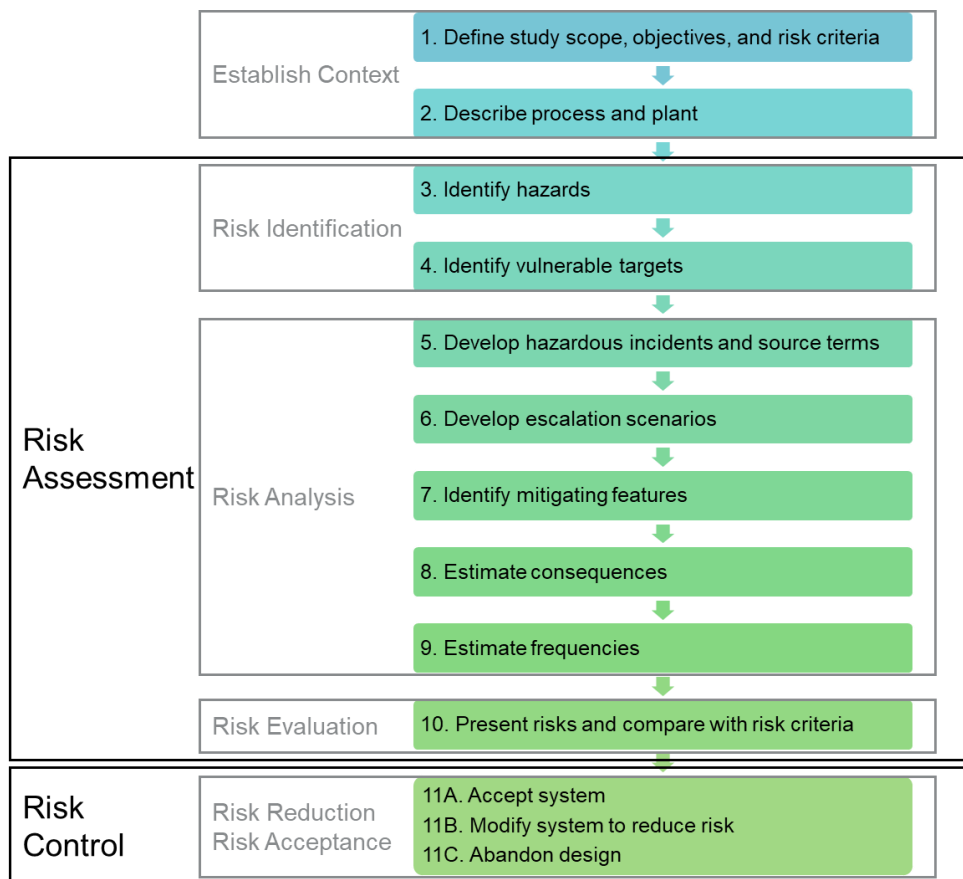 1. Define study scope, objectives, and risk criteria
Establish Context
2. Describe process and plant
3. Identify hazards
Risk Identification
4. Identify vulnerable targets
5. Develop hazardous incidents and source terms
6. Develop escalation scenarios
Risk
Assessment
Risk Analysis
7. Identify mitigating features
8. Estimate consequences
9. Estimate frequencies
Risk Evaluation
10. Present risks and compare with risk criteria
Risk
Control
Risk Reduction
Risk Acceptance
11A. Accept system
11B. Modify system to reduce risk
11C. Abandon design